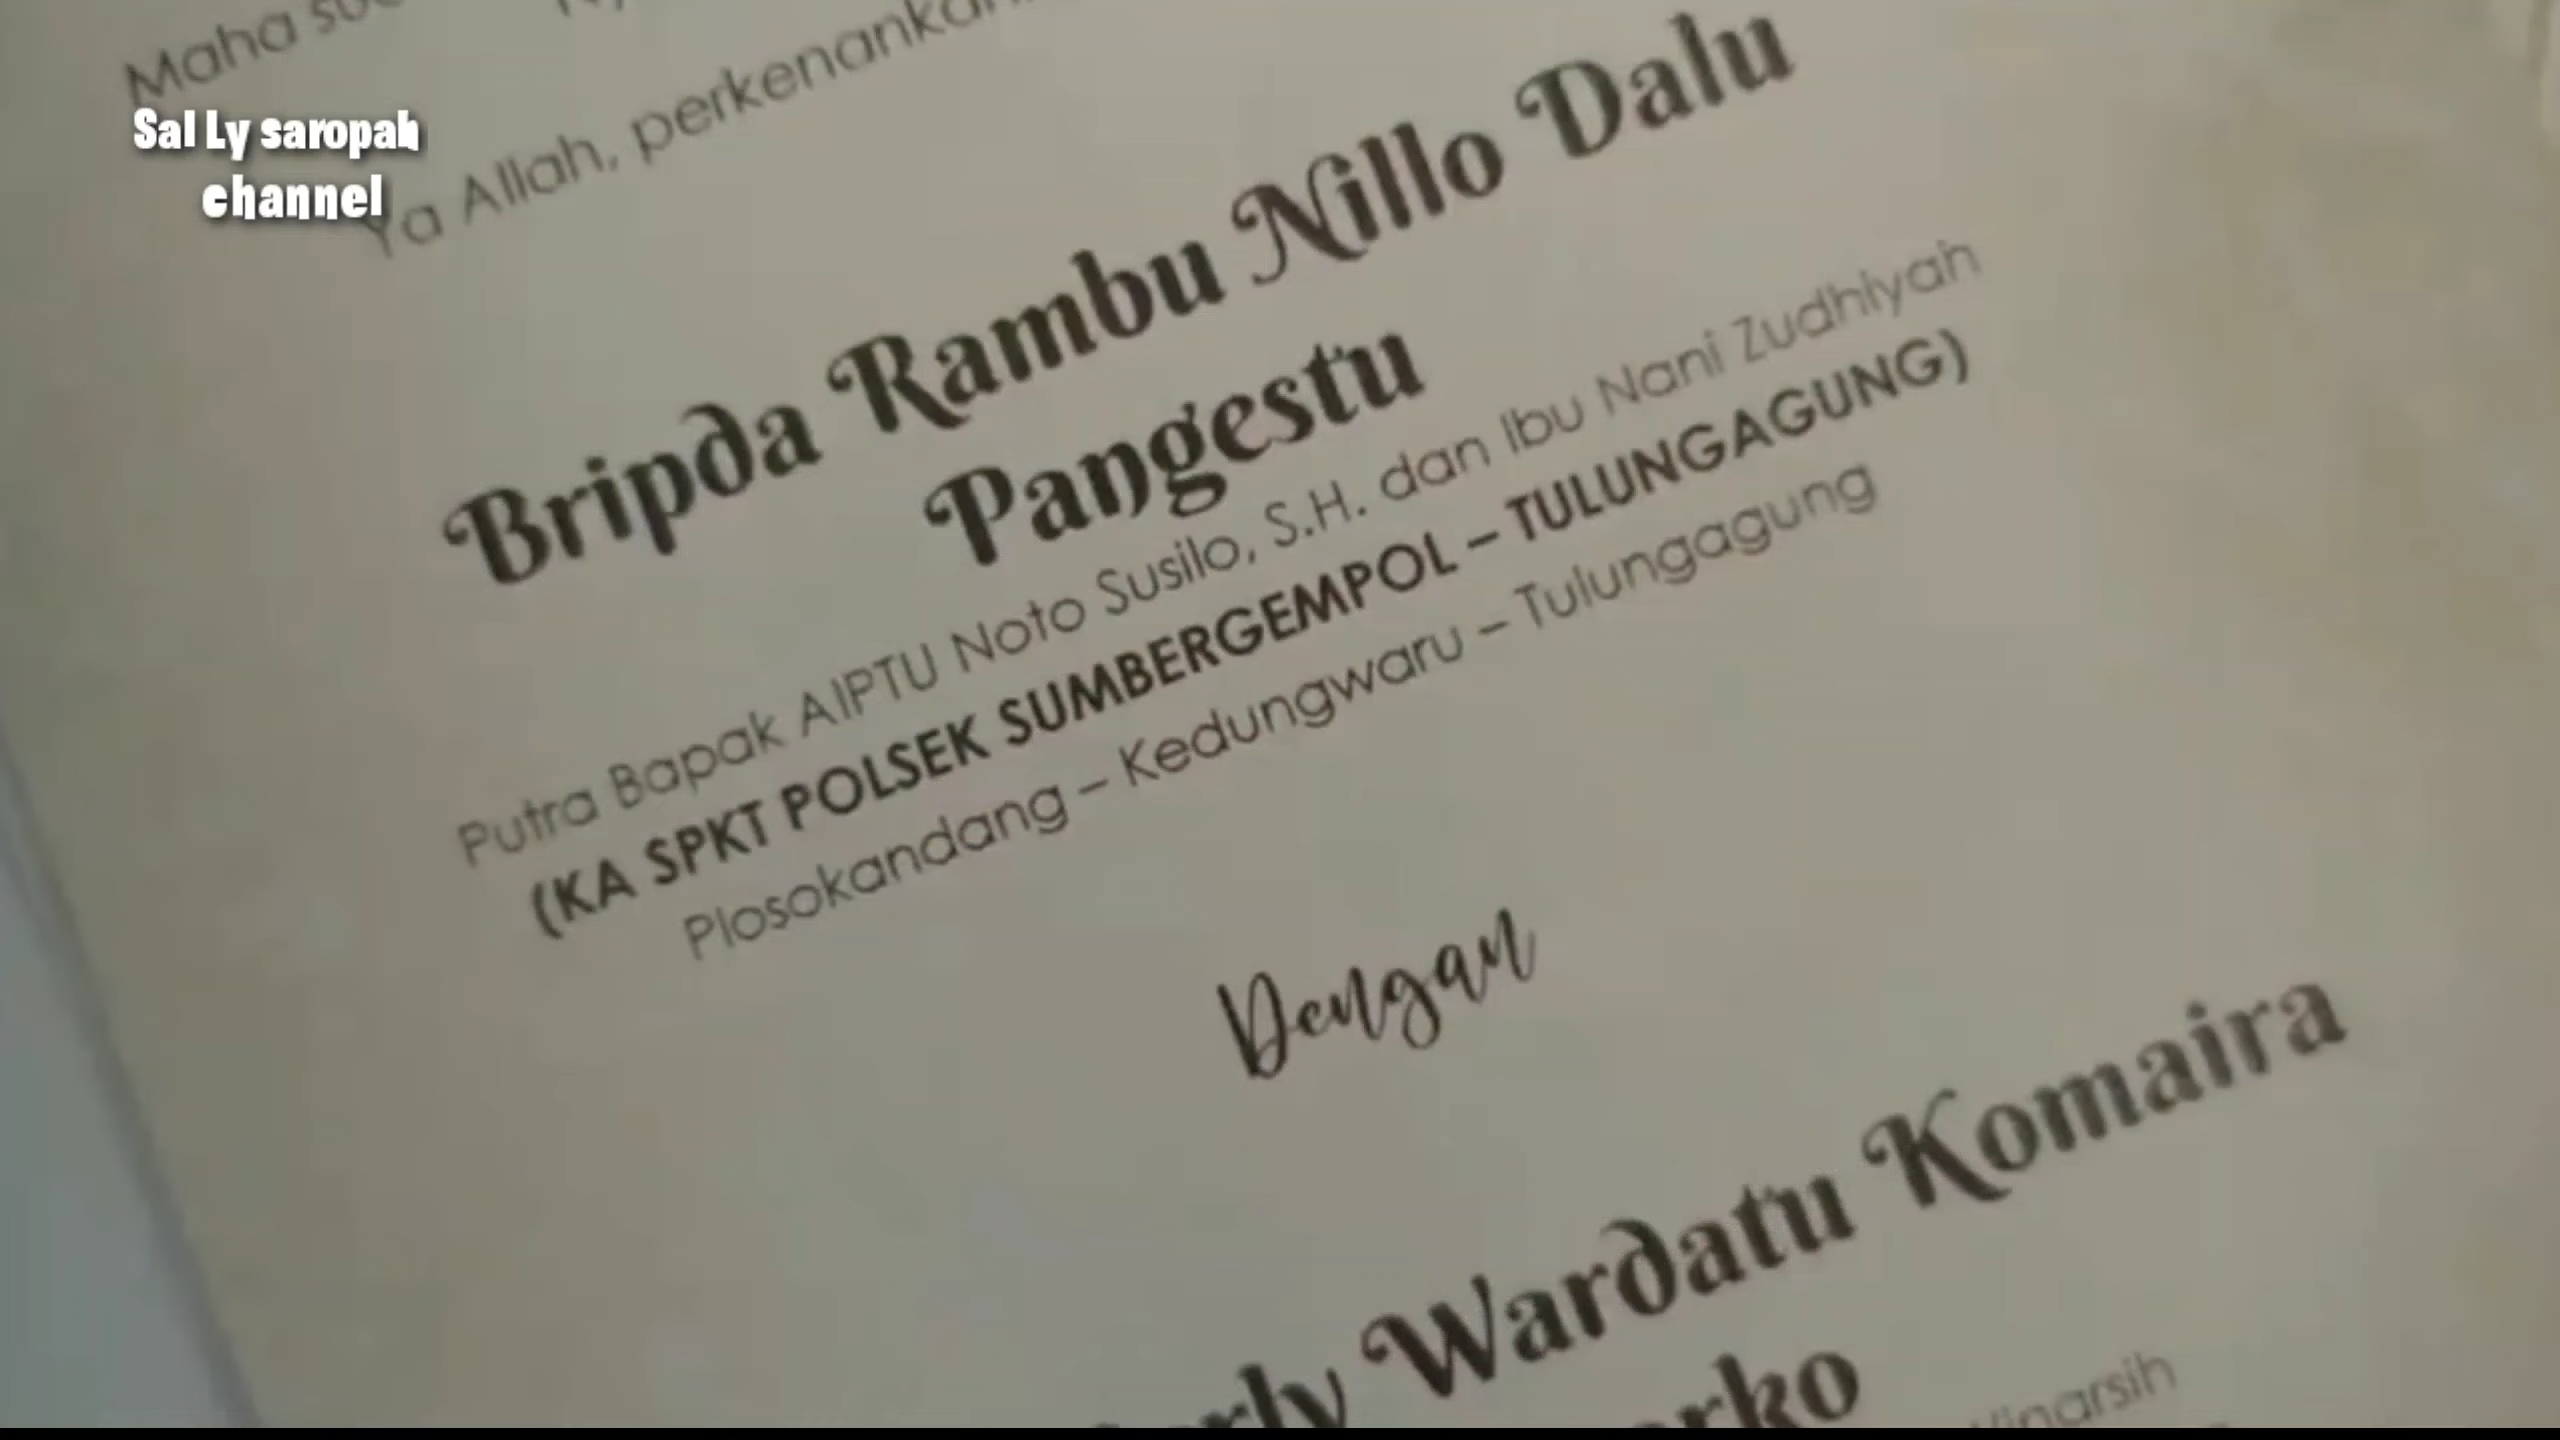 Maha
Ya Allah,
Sal Ly saropah
channel
Bripda Rambu Nillo Dalu
Pangestu
Putra Bapak AIPTU Noto Susilo, S.H. dan Ibu Nani Zudhiyah
(KA SPKT POLSEK SUMBERGEMPOL – TULUNGAGUNG)
Plosokandang – Kedungwaru – Tulungagung
Dengan
Wardatu Komaira